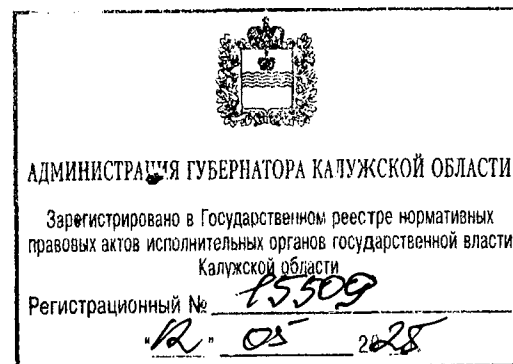 АДМИНИСТРАЦИЯ ГУБЕРНАТОРА КАЛУЖСКОЙ ОБЛАСТИ
Зарегистрировано в Государственном реестре нормативных
правовых актов исполнительных органов государственной власти
Калужской области
Регистрационный № 15509
"12" 05 2025